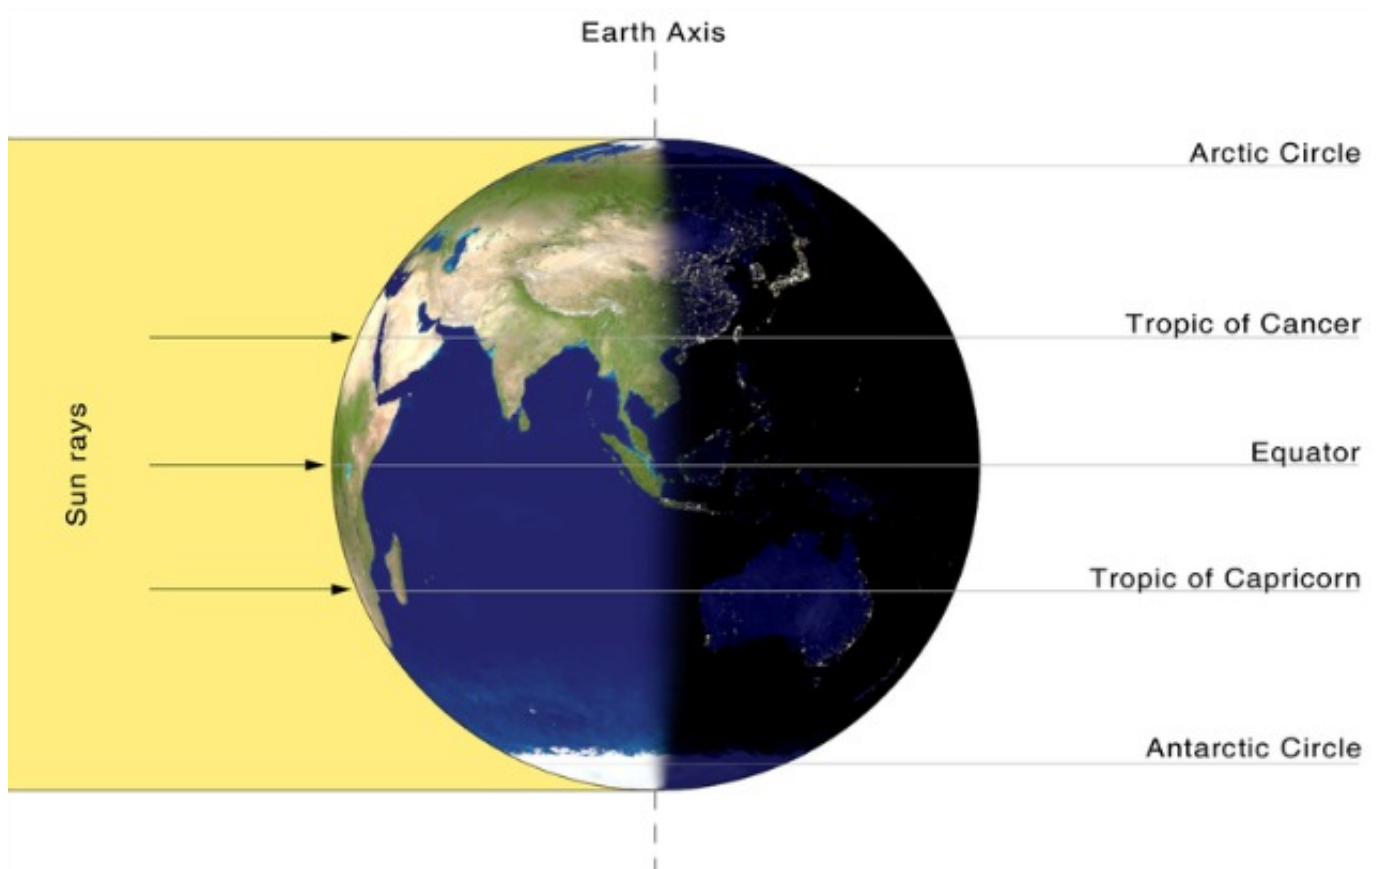 Earth Axis
Arctic Circle
Tropic of Cancer
Sun rays
Equator
Tropic of Capricorn
Antarctic Circle